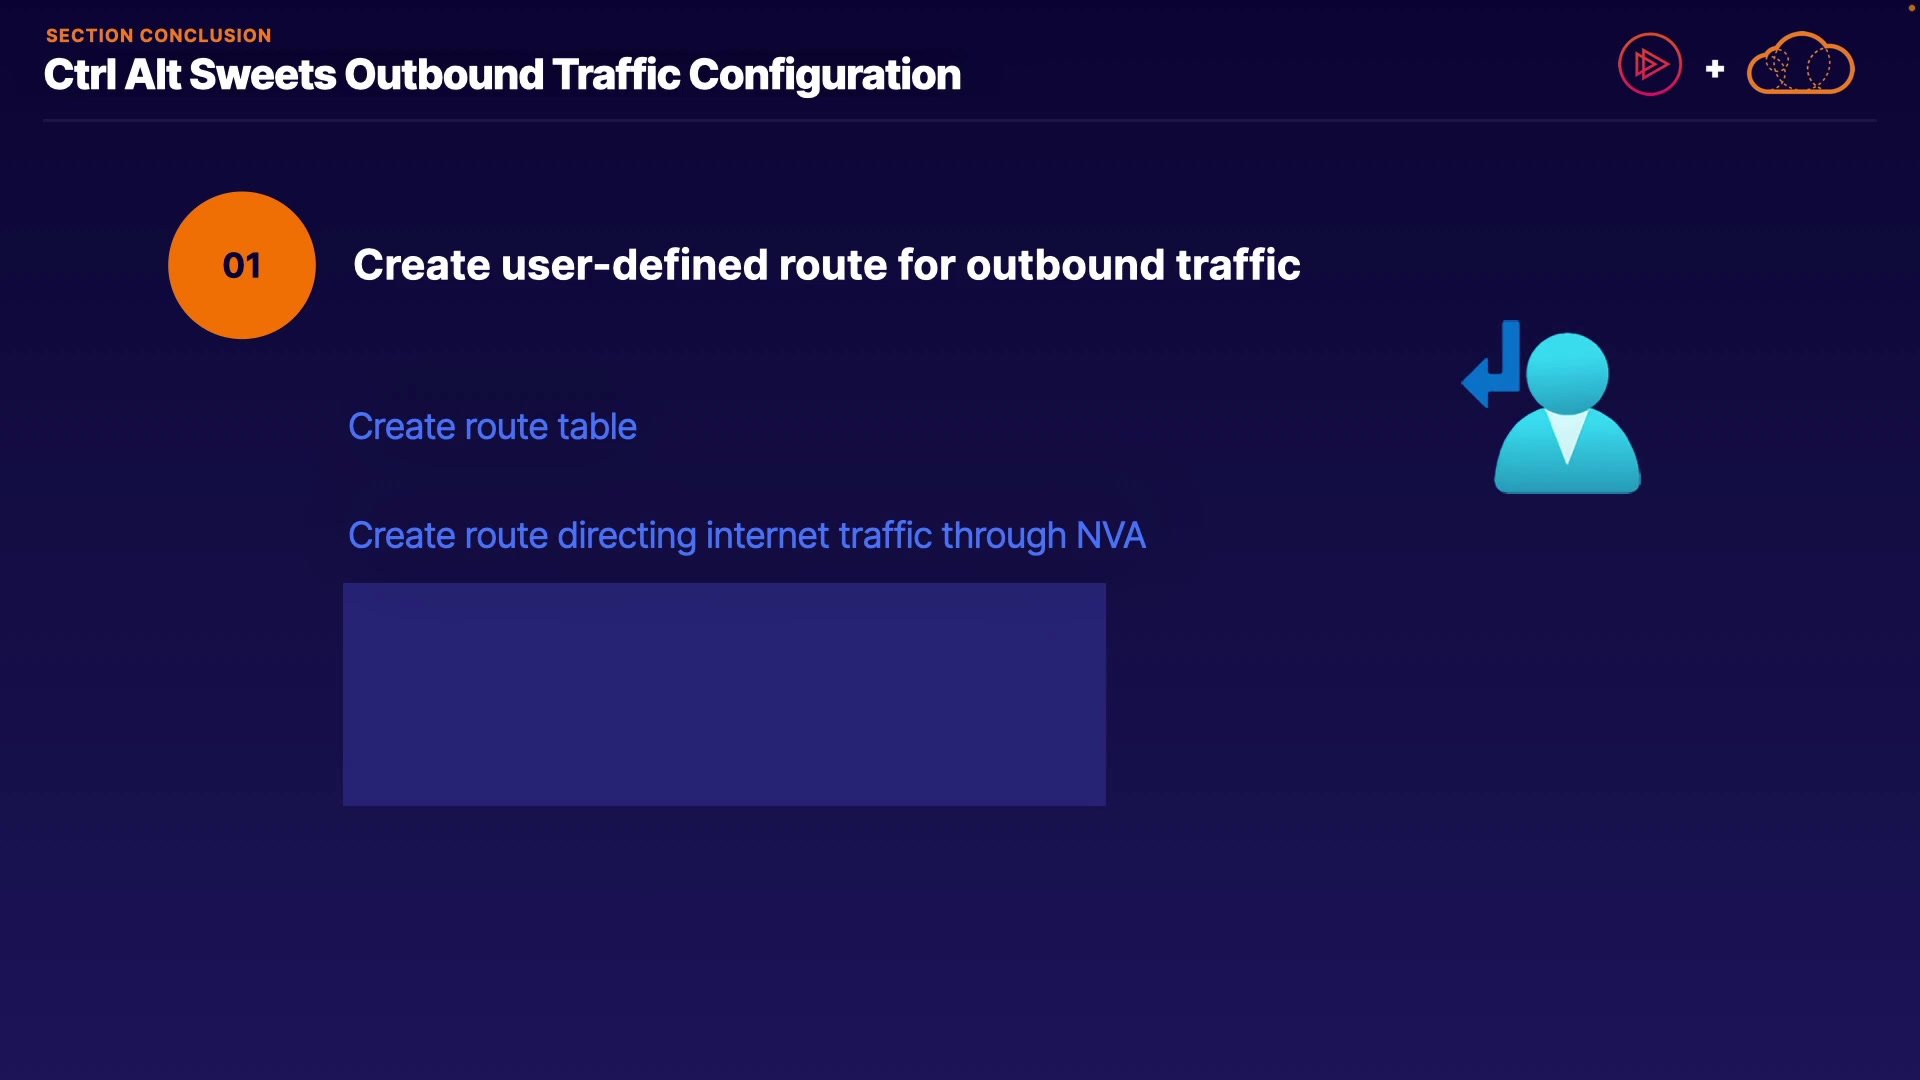 SECTION CONCLUSION
Ctrl Alt Sweets Outbound Traffic Configuration
+
01
Create user-defined route for outbound traffic
Create route table
Create route directing internet traffic through NVA